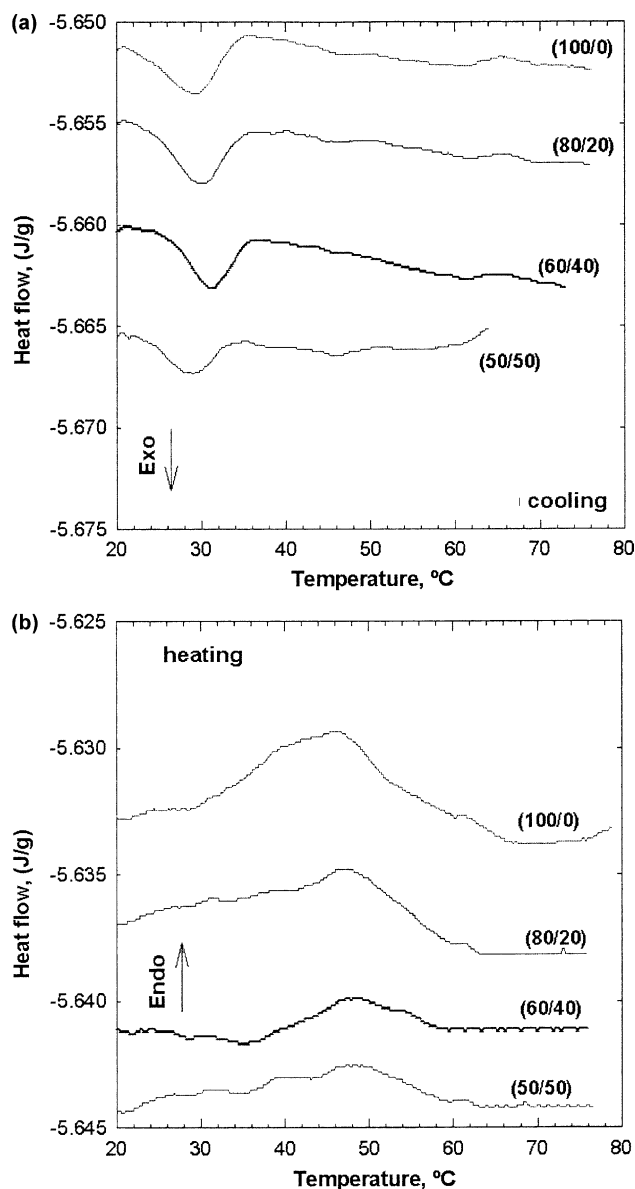 (a)
-5.650
-5.655
-5.660
-5.665
-5.670
-5.675
Heat flow, (J/g)
(100/0)
(80/20)
(60/40)
(50/50)
Exo
cooling
20 30 40 50 60 70 80
Temperature, ºC
(b)
-5.625
-5.630
-5.635
-5.640
-5.645
Heat flow, (J/g)
heating
(100/0)
(80/20)
Endo
(60/40)
(50/50)
20 30 40 50 60 70 80
Temperature, ºC